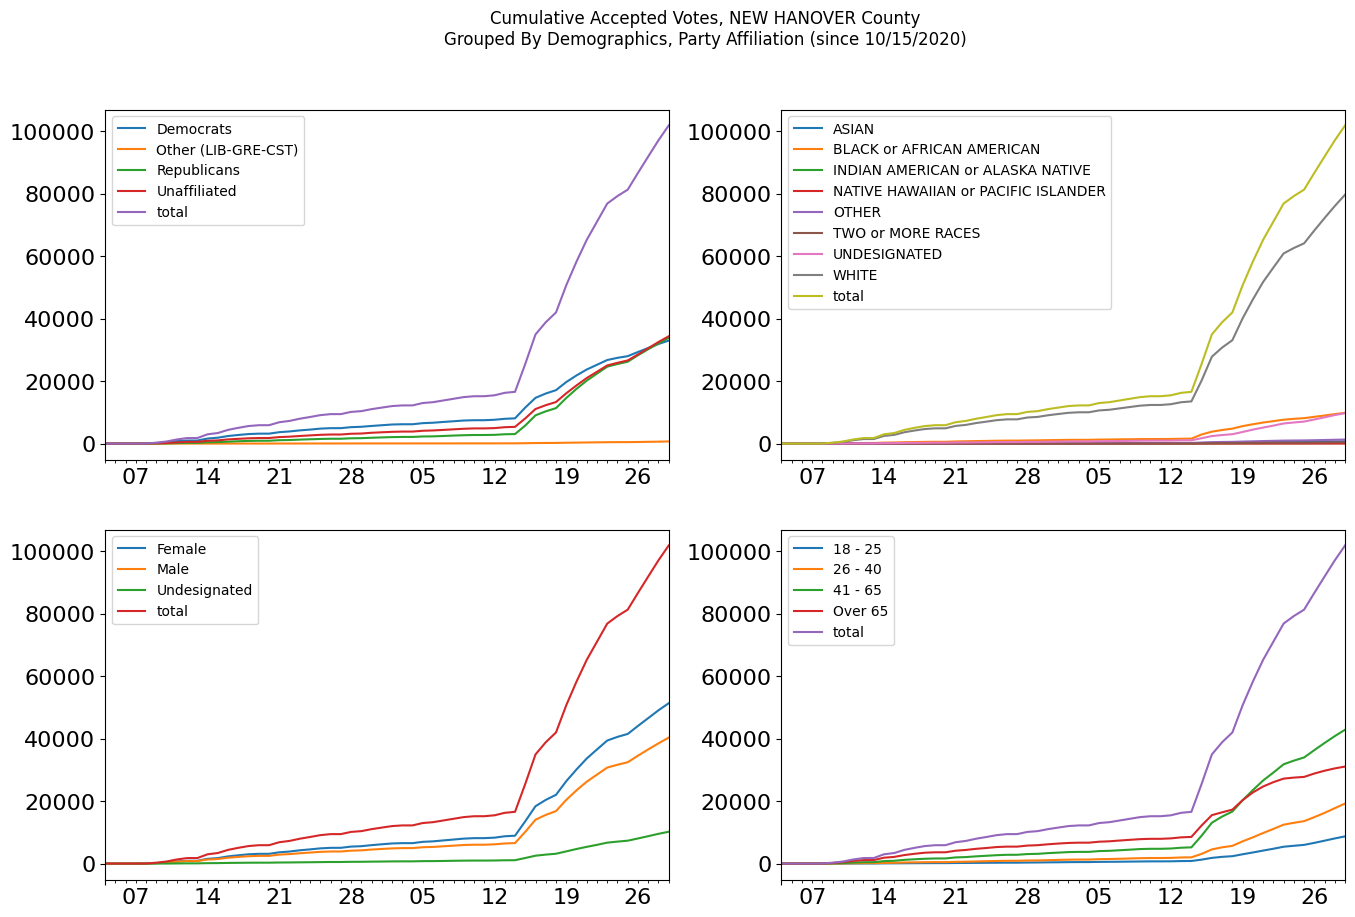 Cumulative Accepted Votes, NEW HANOVER County
Grouped By Demographics, Party Affiliation (since 10/15/2020)
100000
80000
60000
40000
20000
0
07 14 21 28 05 12 19 26
Democrats
Other (LIB-GRE-CST)
Republicans
Unaffiliated
total
100000
80000
60000
40000
20000
0
07 14 21 28 05 12 19 26
ASIAN
BLACK or AFRICAN AMERICAN
INDIAN AMERICAN or ALASKA NATIVE
NATIVE HAWAIIAN or PACIFIC ISLANDER
OTHER
TWO or MORE RACES
UNDESIGNATED
WHITE
total
100000
80000
60000
40000
20000
0
07 14 21 28 05 12 19 26
Female
Male
Undesignated
total
100000
80000
60000
40000
20000
0
07 14 21 28 05 12 19 26
18 - 25
26 - 40
41 - 65
Over 65
total